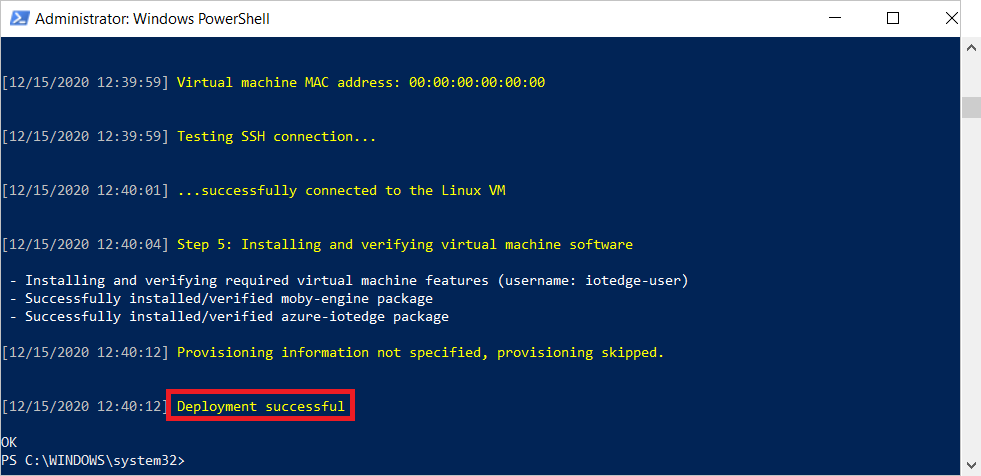 Administrator: Windows PowerShell
[12/15/2020 12:39:59] Virtual machine MAC address: 00:00:00:00:00:00
[12/15/2020 12:39:59] Testing SSH connection...
[12/15/2020 12:40:01] ...successfully connected to the Linux VM
[12/15/2020 12:40:04] Step 5: Installing and verifying virtual machine software
- Installing and verifying required virtual machine features (username: iotedge-user)
- Successfully installed/verified moby-engine package
- Successfully installed/verified azure-iotedge package
[12/15/2020 12:40:12] Provisioning information not specified, provisioning skipped.
[12/15/2020 12:40:12] Deployment successful
OK
PS C:\WINDOWS\system32>